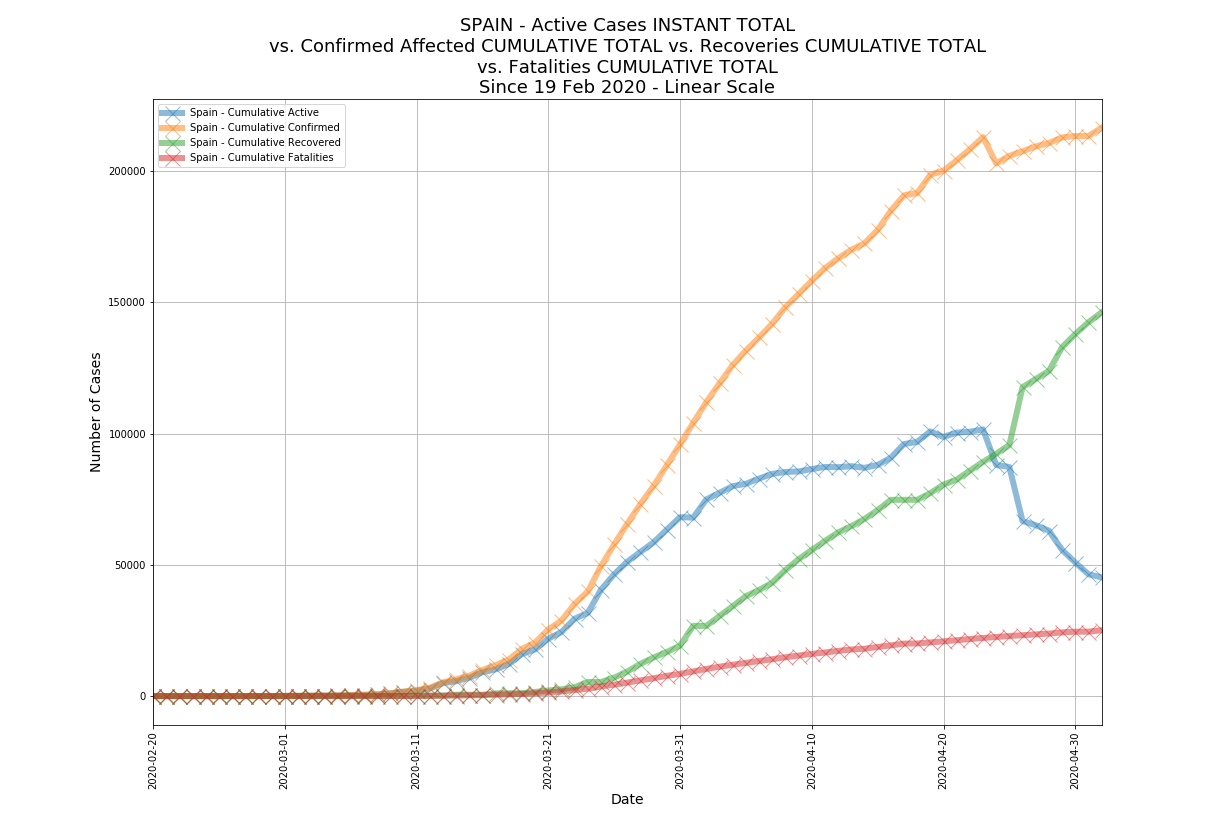 SPAIN - Active Cases INSTANT TOTAL
vs. Confirmed Affected CUMULATIVE TOTAL vs. Recoveries CUMULATIVE TOTAL
vs. Fatalities CUMULATIVE TOTAL
Since 19 Feb 2020 - Linear Scale
Spain - Cumulative Active
Spain - Cumulative Confirmed
Spain - Cumulative Recovered
Spain - Cumulative Fatalities
200000
150000
100000
50000
0
Number of Cases
2020-02-20
2020-03-01
2020-03-11
2020-03-21
2020-03-31
2020-04-10
2020-04-20
2020-04-30
Date